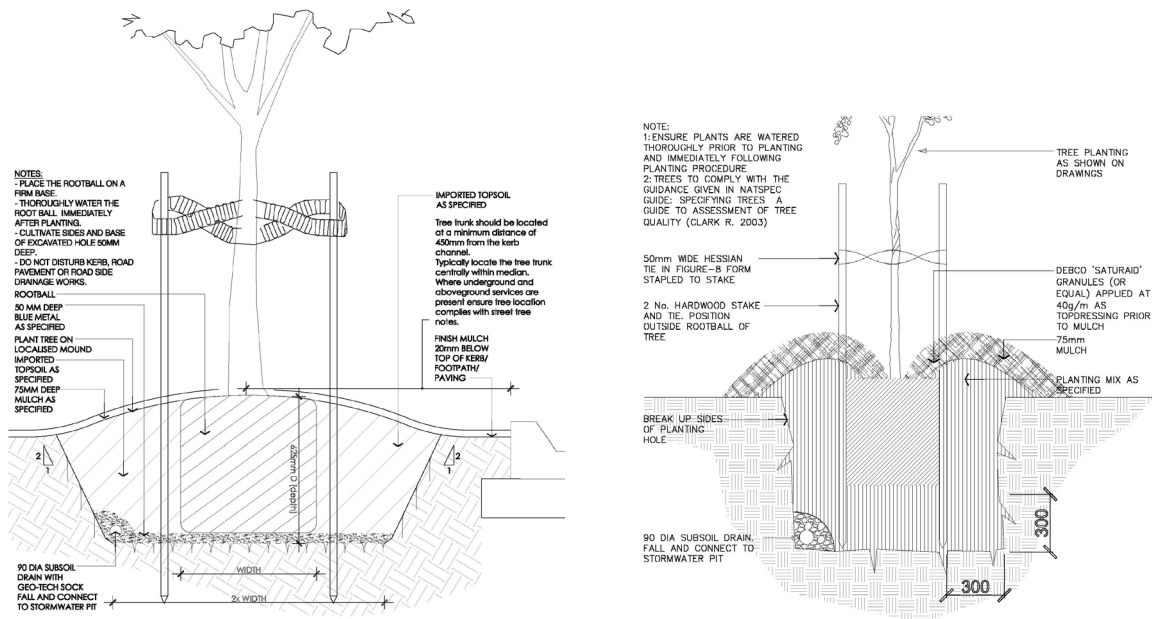 NOTES:
- PLACE THE ROOTBALL ON A
FIRM BASE.
- THOROUGHLY WATER THE
ROOT BALL IMMEDIATELY
AFTER PLANTING.
- CULTIVATE SIDES AND BASE
OF EXCAVATED HOLE 50MM
DEEP.
- DO NOT DISTURB KERB, ROAD
PAVEMENT OR ROAD SIDE
DRAINAGE WORKS.
ROOTBALL
50 MM DEEP
BLUE METAL
AS SPECIFIED
PLANT TREE ON
LOCALISED MOUND
IMPORTED
TOPSOIL AS
SPECIFIED
75MM DEEP
MULCH AS
SPECIFIED
2
1
90 DIA SUBSOIL
DRAIN WITH
GEO-TECH SOCK
FALL AND CONNECT
TO STORMWATER PIT
625mm D (depth)
WIDTH
2x WIDTH
IMPORTED TOPSOIL
AS SPECIFIED
Tree trunk should be located
at a minimum distance of
450mm from the kerb
channel.
Typically locate the tree trunk
centrally within median.
Where underground and
aboveground services are
present ensure tree location
complies with street tree
notes.
FINISH MULCH
20mm BELOW
TOP OF KERB/
FOOTPATH/
PAVING
2
1
NOTE:
1: ENSURE PLANTS ARE WATERED
THOROUGHLY PRIOR TO PLANTING
AND IMMEDIATELY FOLLOWING
PLANTING PROCEDURE
2: TREES TO COMPLY WITH THE
GUIDANCE GIVEN IN NATSPEC
GUIDE: SPECIFYING TREES A
GUIDE TO ASSESSMENT OF TREE
QUALITY (CLARK R. 2003)
50mm WIDE HESSIAN
TIE IN FIGURE-8 FORM
STAPLED TO STAKE
2 No. HARDWOOD STAKE
AND TIE. POSITION
OUTSIDE ROOTBALL OF
TREE
BREAK UP SIDES
OF PLANTING
HOLE
90 DIA SUBSOIL DRAIN.
FALL AND CONNECT TO
STORMWATER PIT
TREE PLANTING
AS SHOWN ON
DRAWINGS
DEBCO 'SATURAID'
GRANULES (OR
EQUAL) APPLIED AT
40g/m AS
TOPDRESSING PRIOR
TO MULCH
75mm
MULCH
PLANTING MIX AS
SPECIFIED
300
300